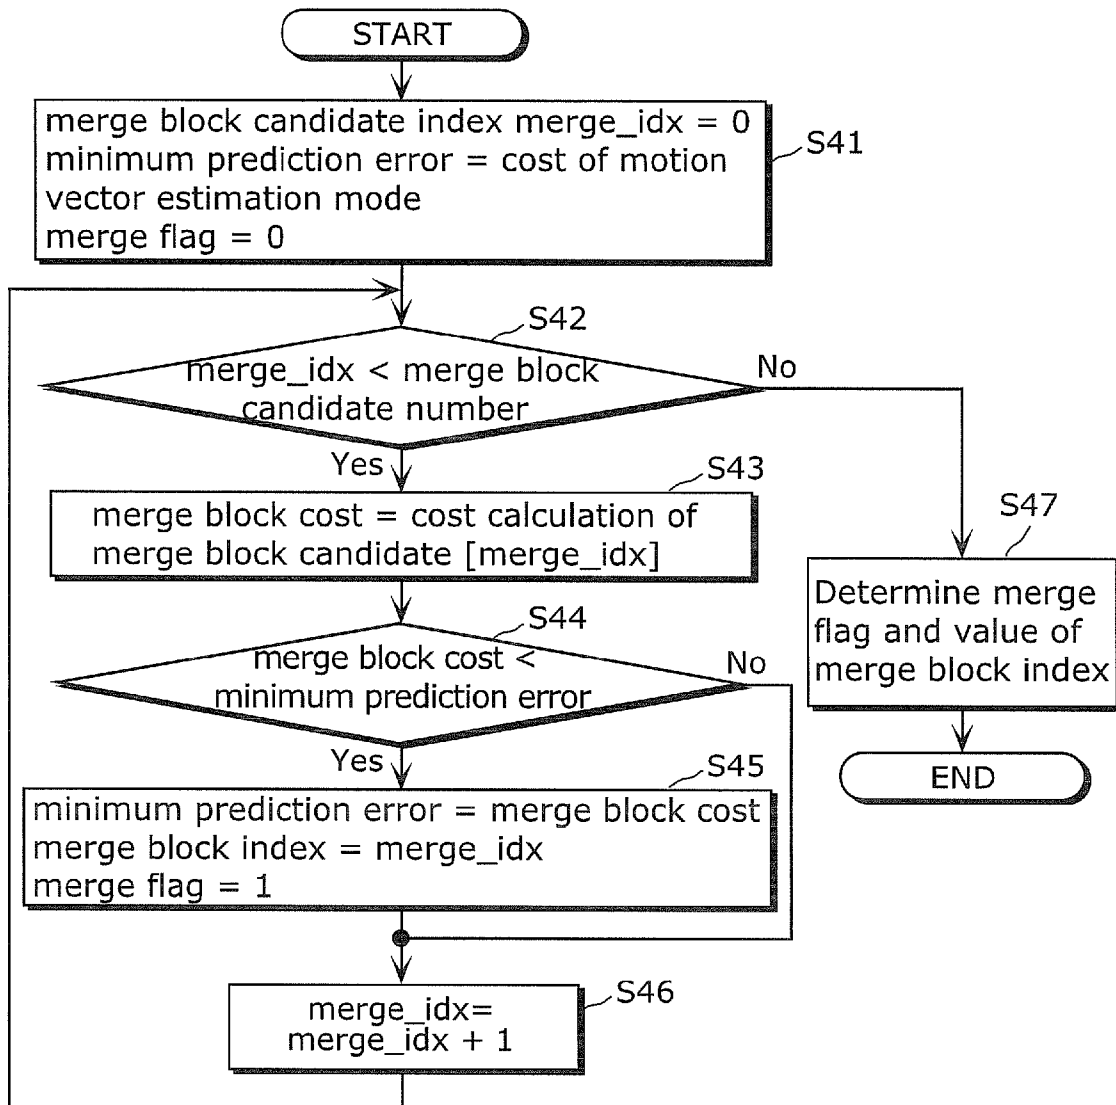 START
merge block candidate index merge_idx = 0
minimum prediction error = cost of motion
vector estimation mode
merge flag = 0
S41
S42
merge_idx < merge block
candidate number
No
Yes
S43
merge block cost = cost calculation of
merge block candidate [merge_idx]
S47
Determine merge
flag and value of
merge block index
END
S44
merge block cost <
minimum prediction error
No
Yes
S45
minimum prediction error = merge block cost
merge block index = merge_idx
merge flag = 1
S46
merge_idx=
merge_idx + 1